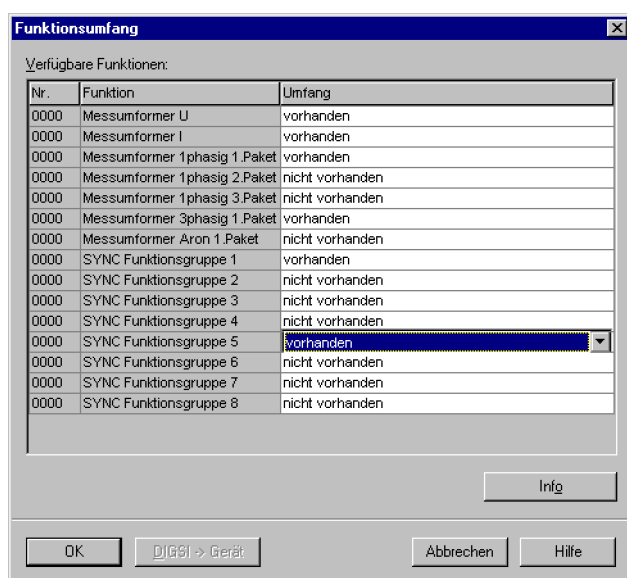 Funktionsumfang
Verfügbare Funktionen:
Nr. Funktion Umfang
0000 Messumformer U vorhanden
0000 Messumformer I vorhanden
0000 Messumformer 1phasig 1.Paket vorhanden
0000 Messumformer 1phasig 2.Paket nicht vorhanden
0000 Messumformer 1phasig 3.Paket nicht vorhanden
0000 Messumformer 3phasig 1.Paket vorhanden
0000 Messumformer Aron 1.Paket nicht vorhanden
0000 SYNC Funktionsgruppe 1 vorhanden
0000 SYNC Funktionsgruppe 2 nicht vorhanden
0000 SYNC Funktionsgruppe 3 nicht vorhanden
0000 SYNC Funktionsgruppe 4 nicht vorhanden
0000 SYNC Funktionsgruppe 5 vorhanden
0000 SYNC Funktionsgruppe 6 nicht vorhanden
0000 SYNC Funktionsgruppe 7 nicht vorhanden
0000 SYNC Funktionsgruppe 8 nicht vorhanden
Info
OK DIGSI -> Gerät Abbrechen Hilfe